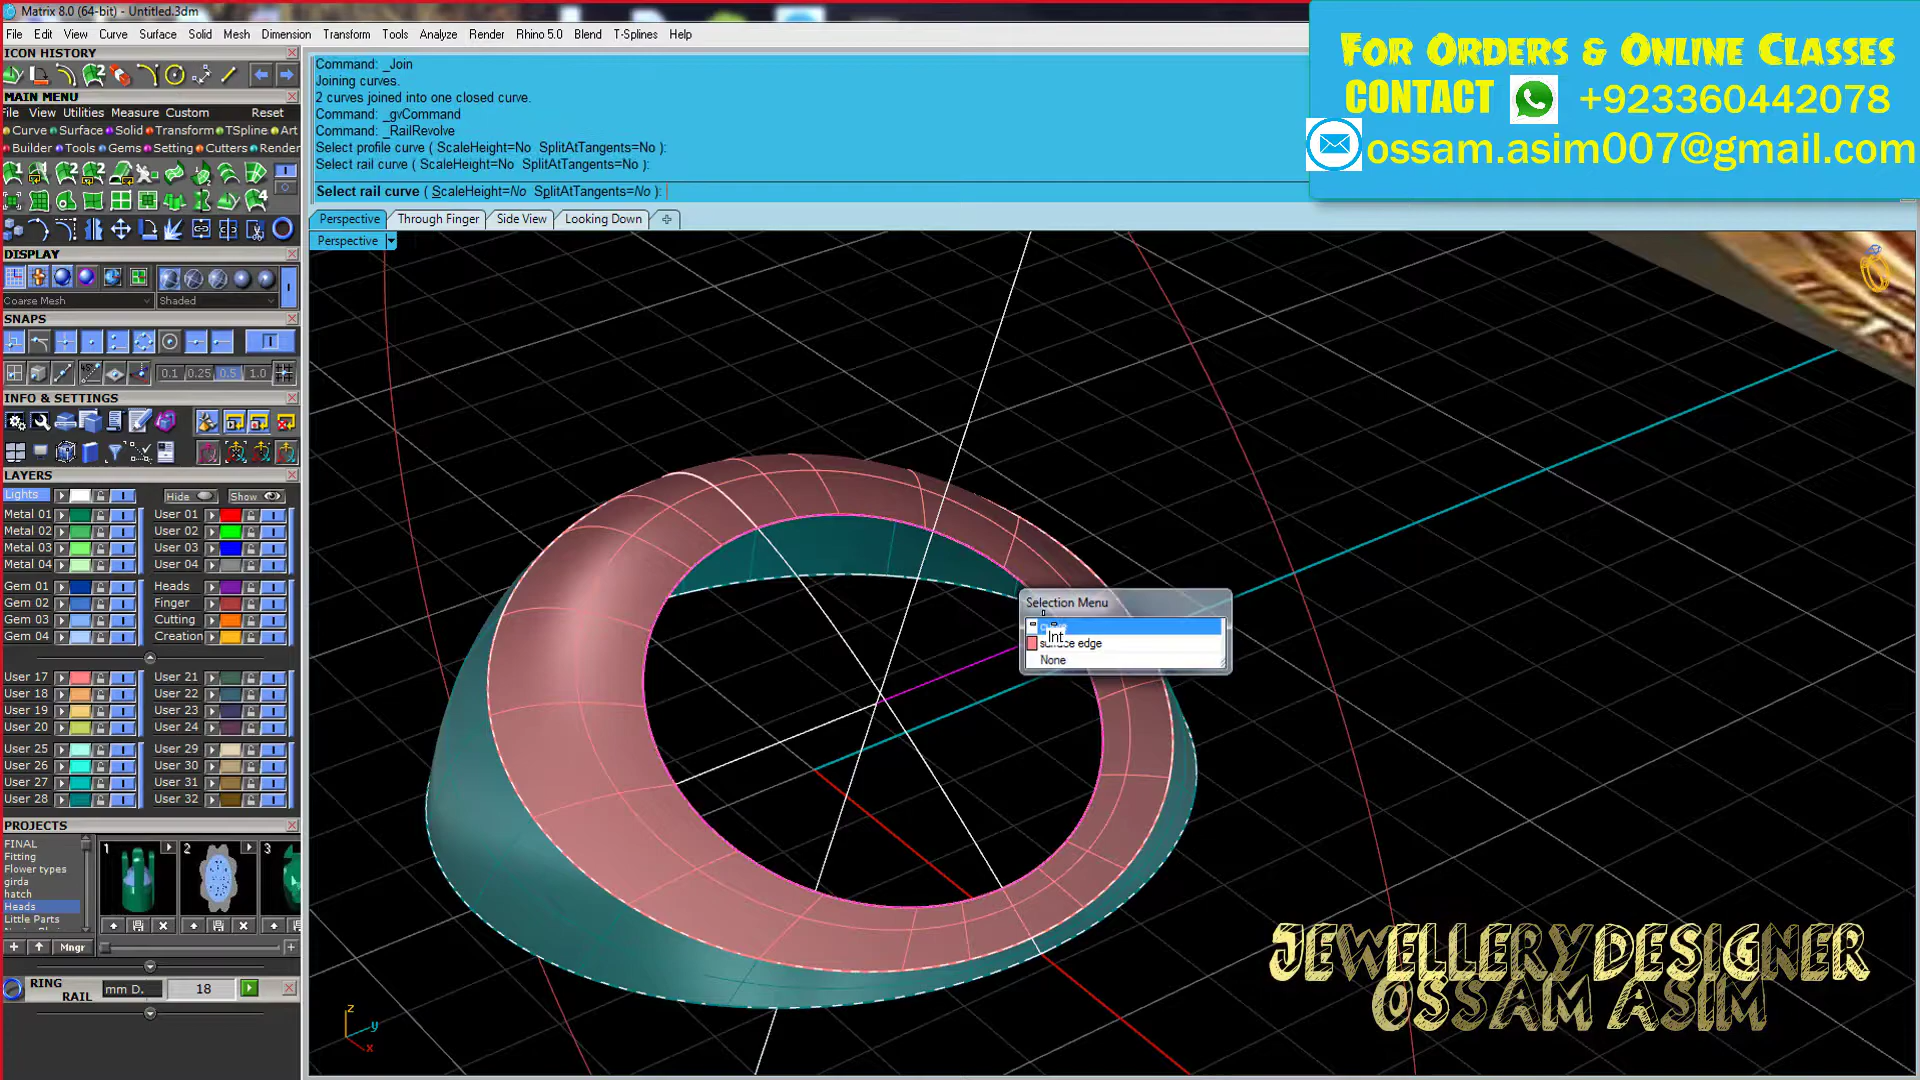 Matrix 8.0 (64-bit) - Untitled.3dm
File Edit View Curve Surface Solid Mesh Dimension Transform Tools Analyze Render Rhino 5.0 Blend T-Splines Help
FOR ORDERS & ONLINE CLASSES
CONTACT +923360442078
ossam.asim007@gmail.com
ICON HISTORY
MAIN MENU
File View Utilities Measure Custom Reset
Curve Surface Solid Transform TSpline Art
Builder Tools Gems Setting Cutters Render
Command: _Join
Joining curves.
2 curves joined into one closed curve.
Command: _gvCommand
Command: _RailRevolve
Select profile curve ( ScaleHeight=No SplitAtTangents=No ):
Select rail curve ( ScaleHeight=No SplitAtTangents=No ):
Select rail curve ( ScaleHeight=No SplitAtTangents=No ):
Perspective Through Finger Side View Looking Down
Perspective
DISPLAY
Coarse Mesh Shaded
SNAPS
0.1 0.25 0.5 1.0
INFO & SETTINGS
LAYERS
Lights Hide Show
Metal 01 User 01
Metal 02 User 02
Metal 03 User 03
Metal 04 User 04
Gem 01 Heads
Gem 02 Finger
Gem 03 Cutting
Gem 04 Creation
User 17 User 21
User 18 User 22
User 19 User 23
User 20 User 24
User 25 User 29
User 26 User 30
User 27 User 31
User 28 User 32
Selection Menu
Int
surface edge
None
PROJECTS
FINAL
Fitting
Flower types
girda
hatch
Heads
Little Parts
1 2 3
Mngr
RING RAIL mm D. 18
z
y
x
JEWELLERY DESIGNER
OSSAM ASIM